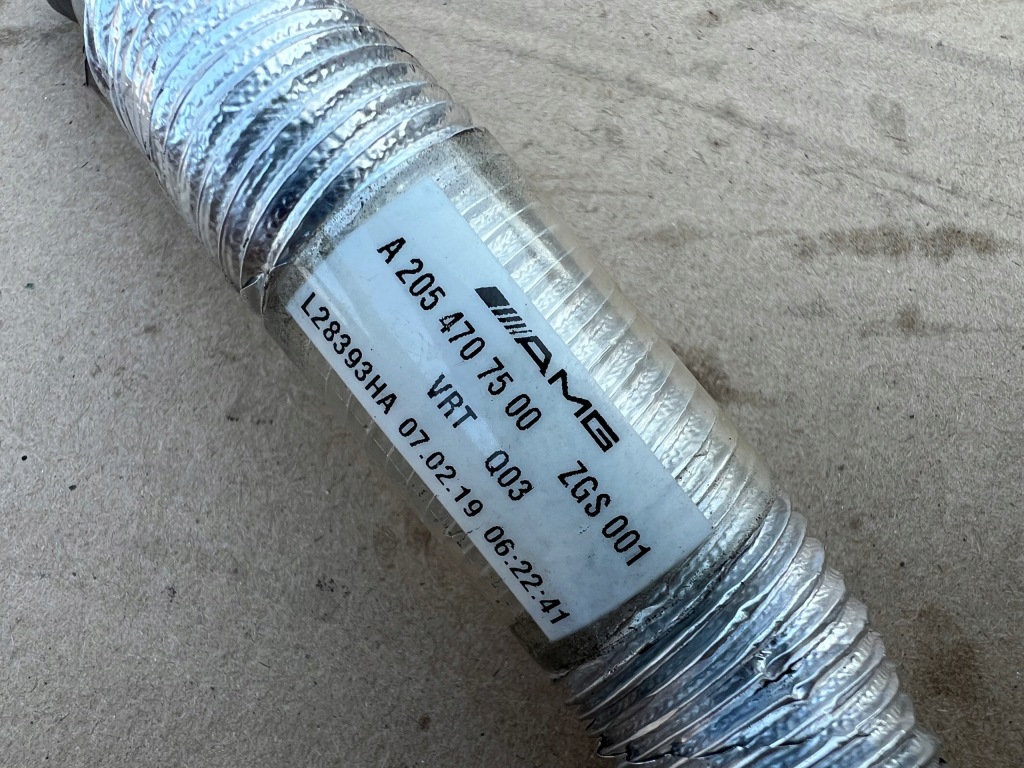 AMG
A 205 470 75 00 ZGS 001
VRT Q03
L28393HA 07.02.19 06:22:41